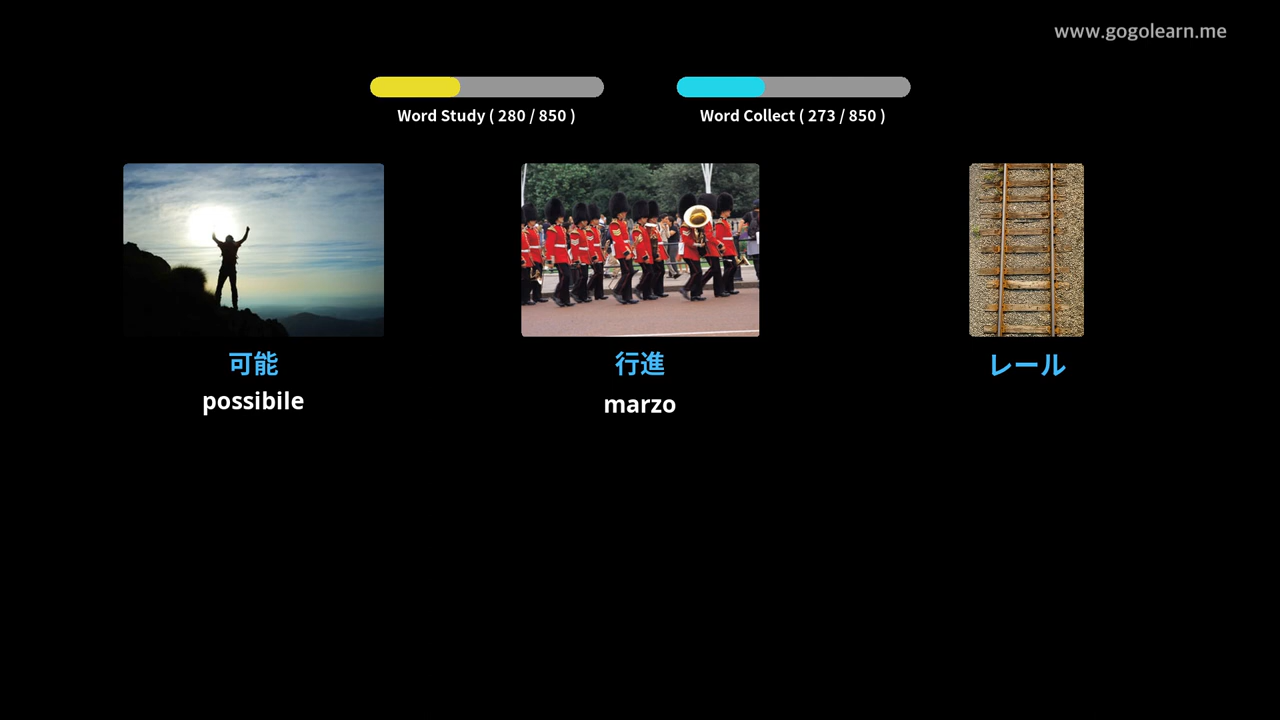 www.gogolearn.me
Word Study ( 280 / 850 )
Word Collect ( 273 / 850 )
可能
possibile
行進
marzo
レール